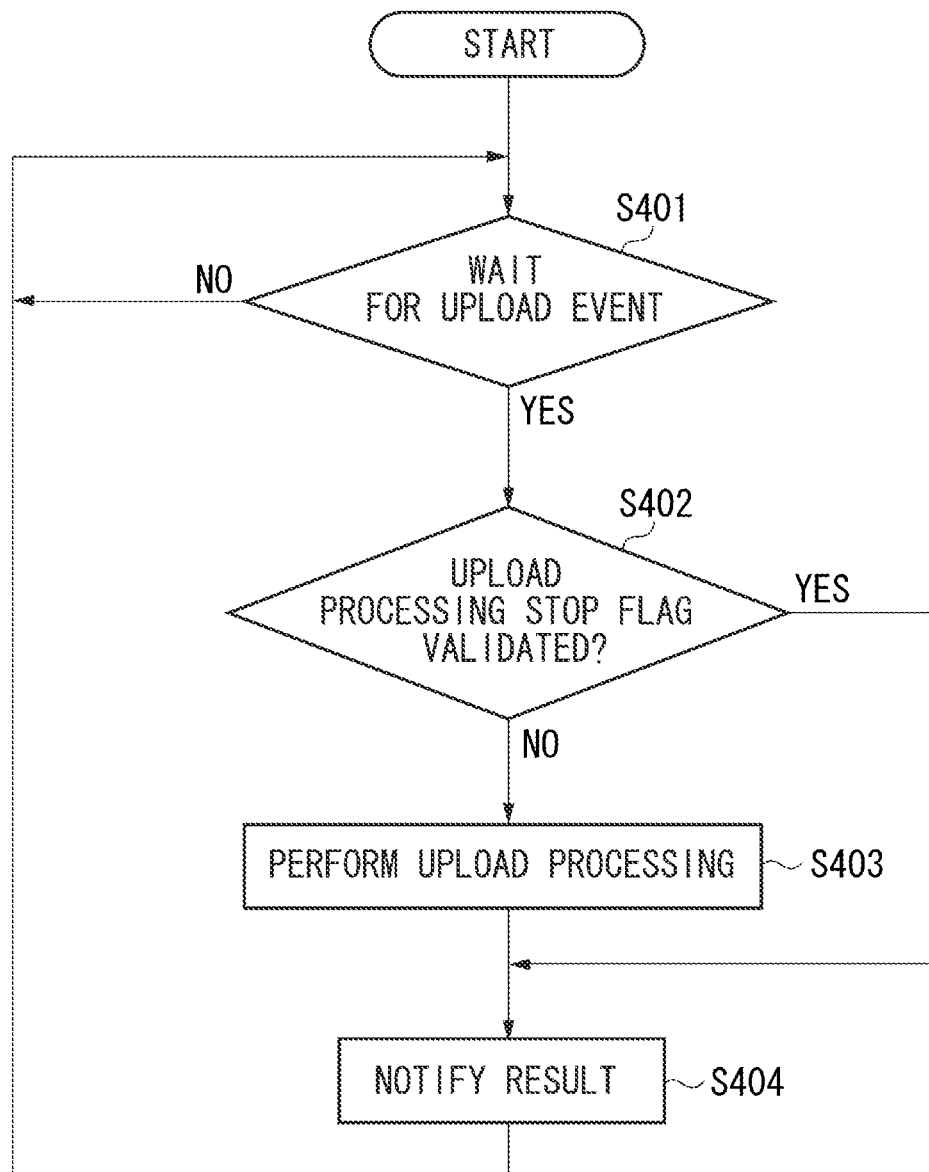 START
S401
WAIT
FOR UPLOAD EVENT
NO
YES
S402
UPLOAD
PROCESSING STOP FLAG
VALIDATED?
YES
NO
PERFORM UPLOAD PROCESSING
S403
NOTIFY RESULT
S404